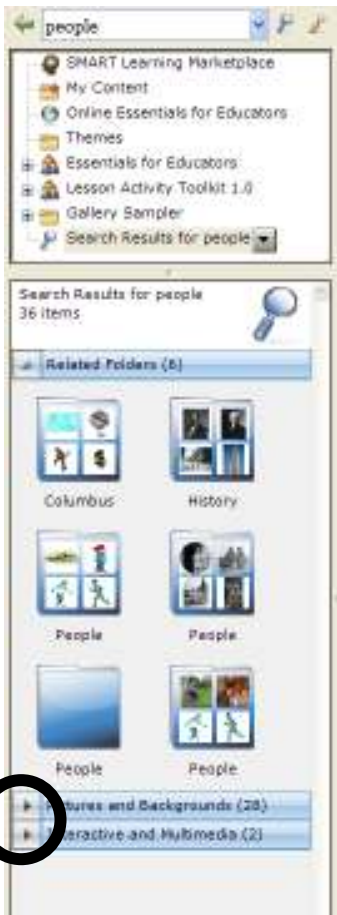 people
SMART Learning Marketplace
My Content
Online Essentials for Educators
Themes
Essentials for Educators
Lesson Activity Toolkit 1.0
Gallery Sampler
Search Results for people
Search Results for people
36 items
Related Folders (6)
Columbus
History
People
People
People
People
and Backgrounds (28)
and Multimedia (2)